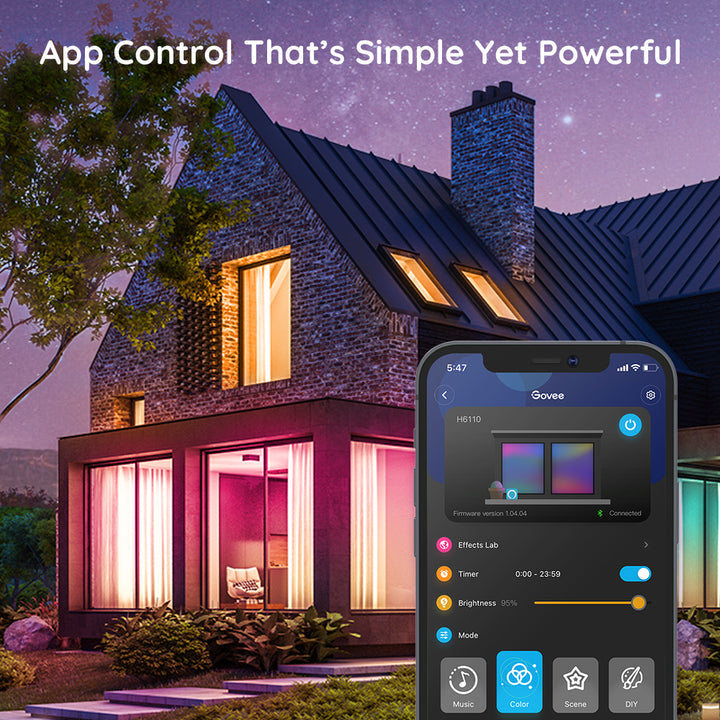 App Control That's Simple Yet Powerful
5:47
Govee
H6110
Firmware version 1.04.04 Connected
Effects Lab
Timer 0:00 - 23:59
Brightness 95%
Mode
Music Color Scene DIY